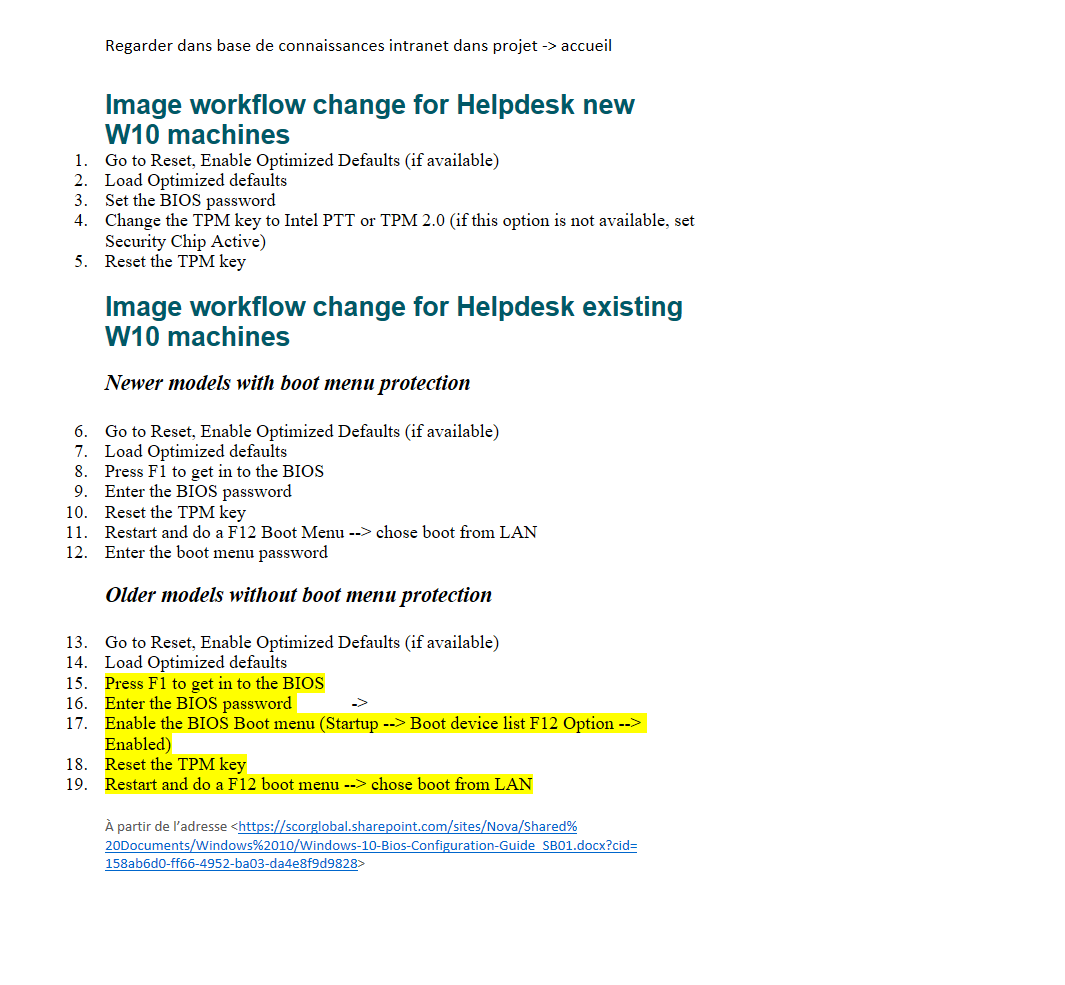 Regarder dans base de connaissances intranet dans projet -> accueil
Image workflow change for Helpdesk new
W10 machines
1. Go to Reset, Enable Optimized Defaults (if available)
2. Load Optimized defaults
3. Set the BIOS password
4. Change the TPM key to Intel PTT or TPM 2.0 (if this option is not available, set
Security Chip Active)
5. Reset the TPM key
Image workflow change for Helpdesk existing
W10 machines
Newer models with boot menu protection
6. Go to Reset, Enable Optimized Defaults (if available)
7. Load Optimized defaults
8. Press F1 to get in to the BIOS
9. Enter the BIOS password
10. Reset the TPM key
11. Restart and do a F12 Boot Menu --> chose boot from LAN
12. Enter the boot menu password
Older models without boot menu protection
13. Go to Reset, Enable Optimized Defaults (if available)
14. Load Optimized defaults
15. Press F1 to get in to the BIOS
16. Enter the BIOS password ->
17. Enable the BIOS Boot menu (Startup --> Boot device list F12 Option -->
Enabled)
18. Reset the TPM key
19. Restart and do a F12 boot menu --> chose boot from LAN
À partir de l’adresse <https://scorglobal.sharepoint.com/sites/Nova/Shared%
20Documents/Windows%2010/Windows-10-Bios-Configuration-Guide_SB01.docx?cid=
158ab6d0-ff66-4952-ba03-da4e8f9d9828>